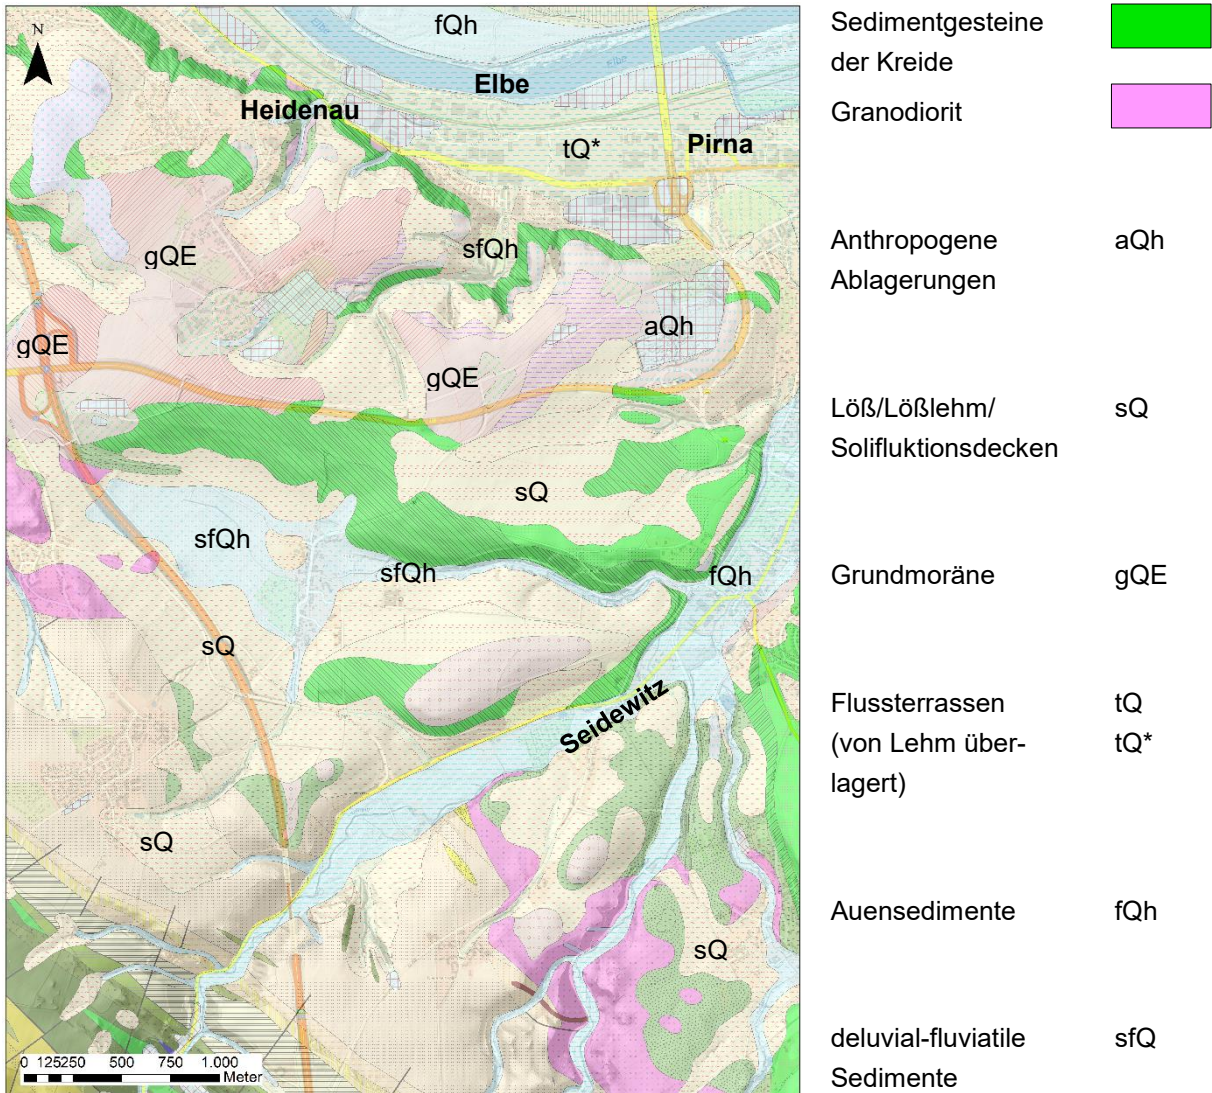 N
fQh
Elbe
Heidenau
tQ*
Pirna
sfQh
gQE
aQh
gQE
gQE
sQ
sfQh
sfQh
fQh
sQ
Seidewitz
sQ
sQ
0 125250 500 750 1.000
Meter
Sedimentgesteine
der Kreide
Granodiorit
Anthropogene aQh
Ablagerungen
Löß/Lößlehm/ sQ
Solifluktionsdecken
Grundmoräne gQE
Flussterrassen tQ
(von Lehm über- tQ*
lagert)
Auensedimente fQh
deluvial-fluviatile sfQ
Sedimente